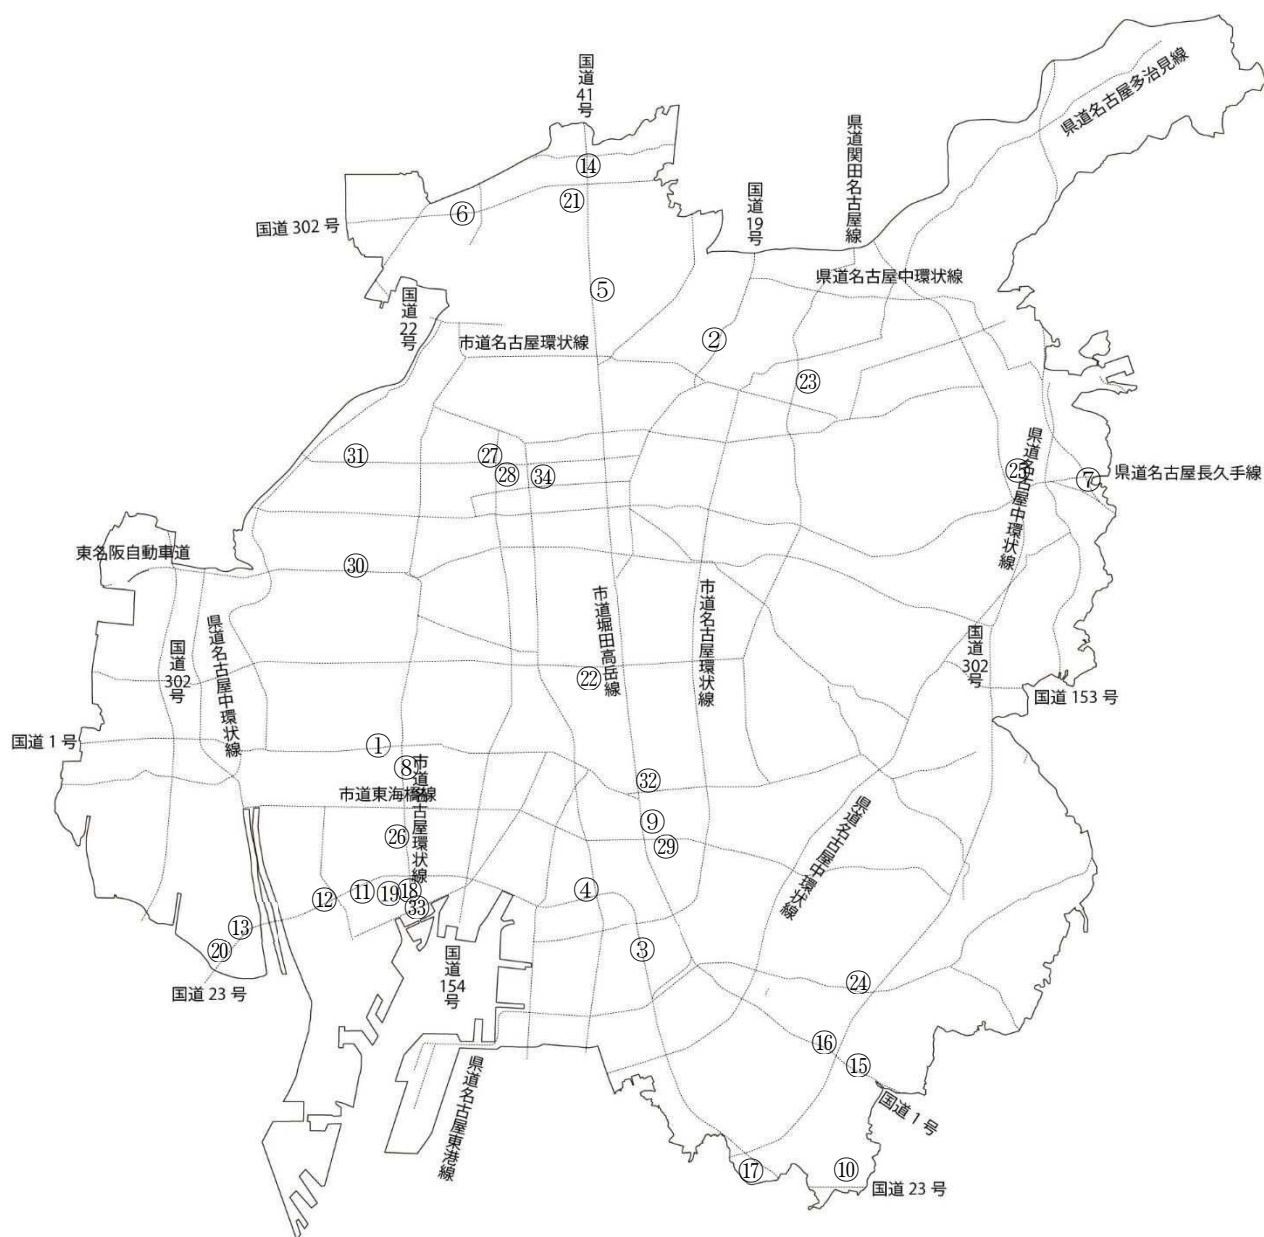 国道41号
県道名古屋多治見線
県道関田名古屋線
⑭
国道19号
㉑
⑥
国道 302 号
県道名古屋中環状線
⑤
国道22号
②
市道名古屋環状線
㉓
㉗
㉛
㉘
㉞
県道名古屋中環状線
㉕
⑦
県道名古屋長久手線
東名阪自動車道
㉚
市道堀田高岳線
市道名古屋環状線
県道名古屋中環状線
国道302号
国道302号
㉒
国道 153 号
国道 1 号
①
⑧
市道名古屋環状線
㉜
市道東海橋線
県道名古屋中環状線
⑨
㉖
㉙
⑫
⑪
⑲
⑱
④
㉝
⑬
⑳
③
国道154号
国道 23 号
㉔
⑯
⑮
県道名古屋東港線
国道 1 号
⑰
⑩
国道 23 号